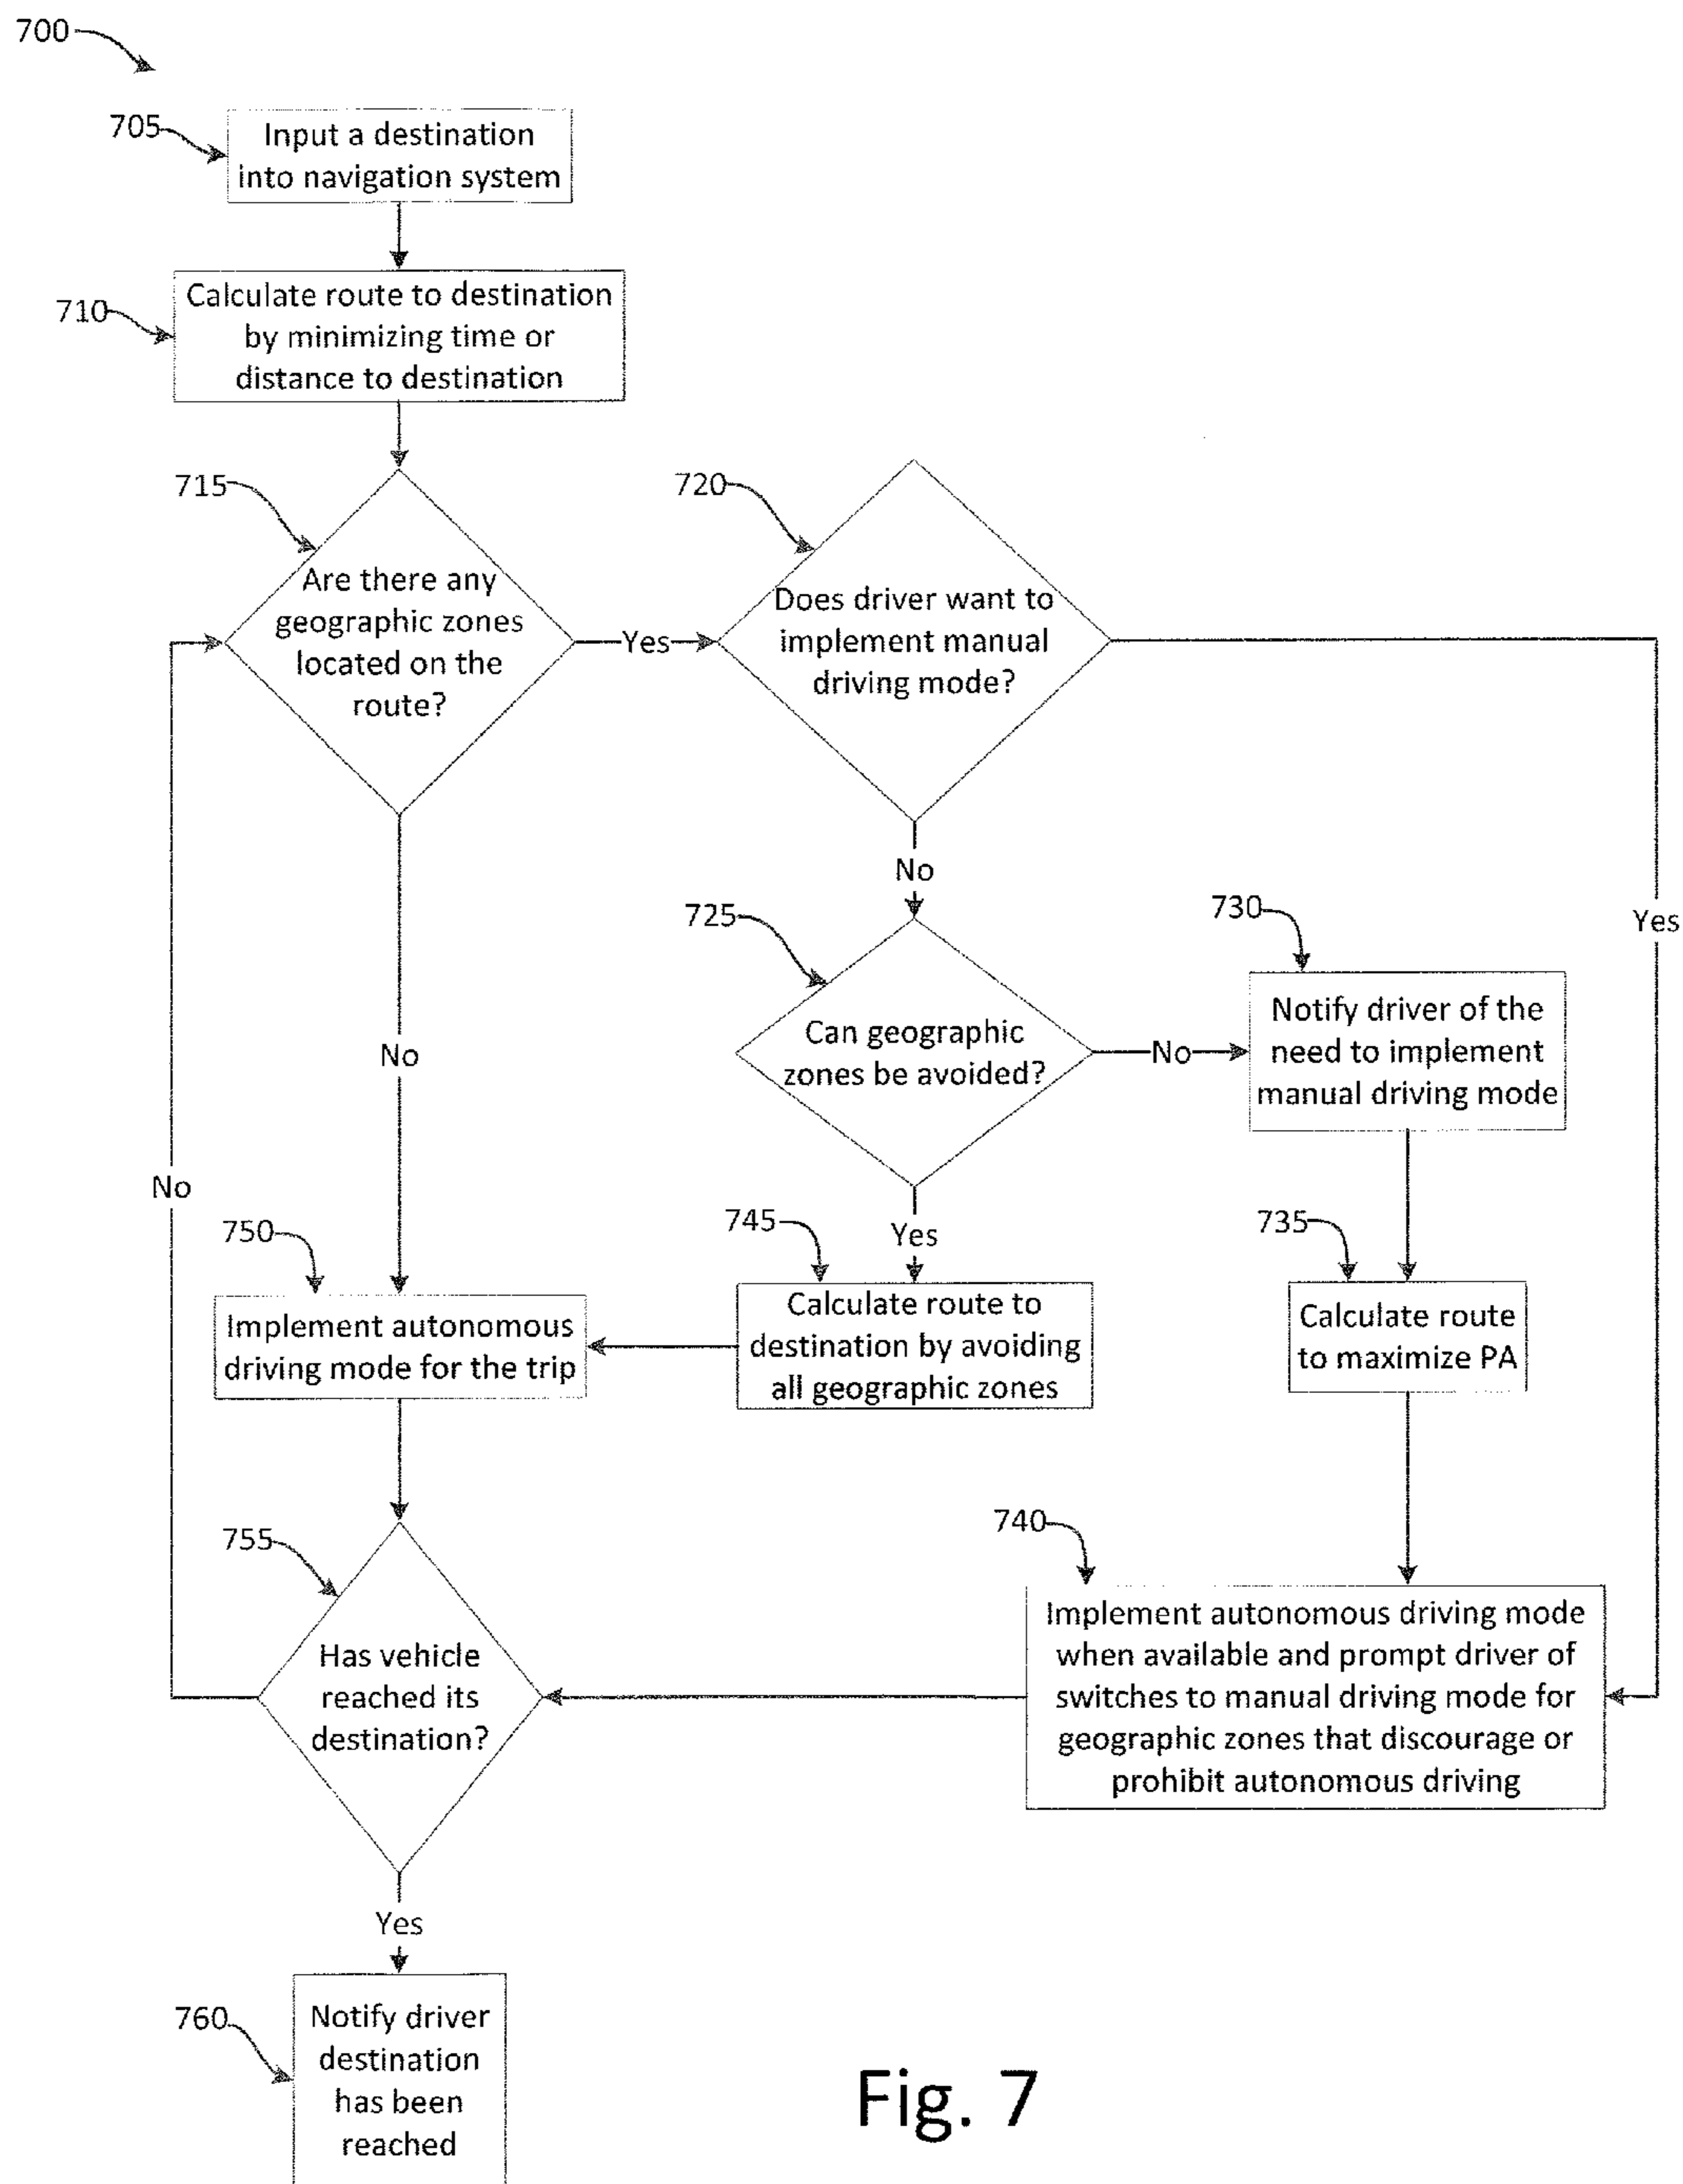 700
705
Input a destination
into navigation system
710
Calculate route to destination
by minimizing time or
distance to destination
715
Are there any
geographic zones
located on the
route?
Yes
720
Does driver want to
implement manual
driving mode?
Yes
No
No
725
Can geographic
zones be avoided?
No
730
Notify driver of the
need to implement
manual driving mode
735
Calculate route
to maximize PA
Yes
745
Calculate route to
destination by avoiding
all geographic zones
750
Implement autonomous
driving mode for the trip
No
740
Implement autonomous driving mode
when available and prompt driver of
switches to manual driving mode for
geographic zones that discourage or
prohibit autonomous driving
755
Has vehicle
reached its
destination?
Yes
760
Notify driver
destination
has been
reached
Fig. 7